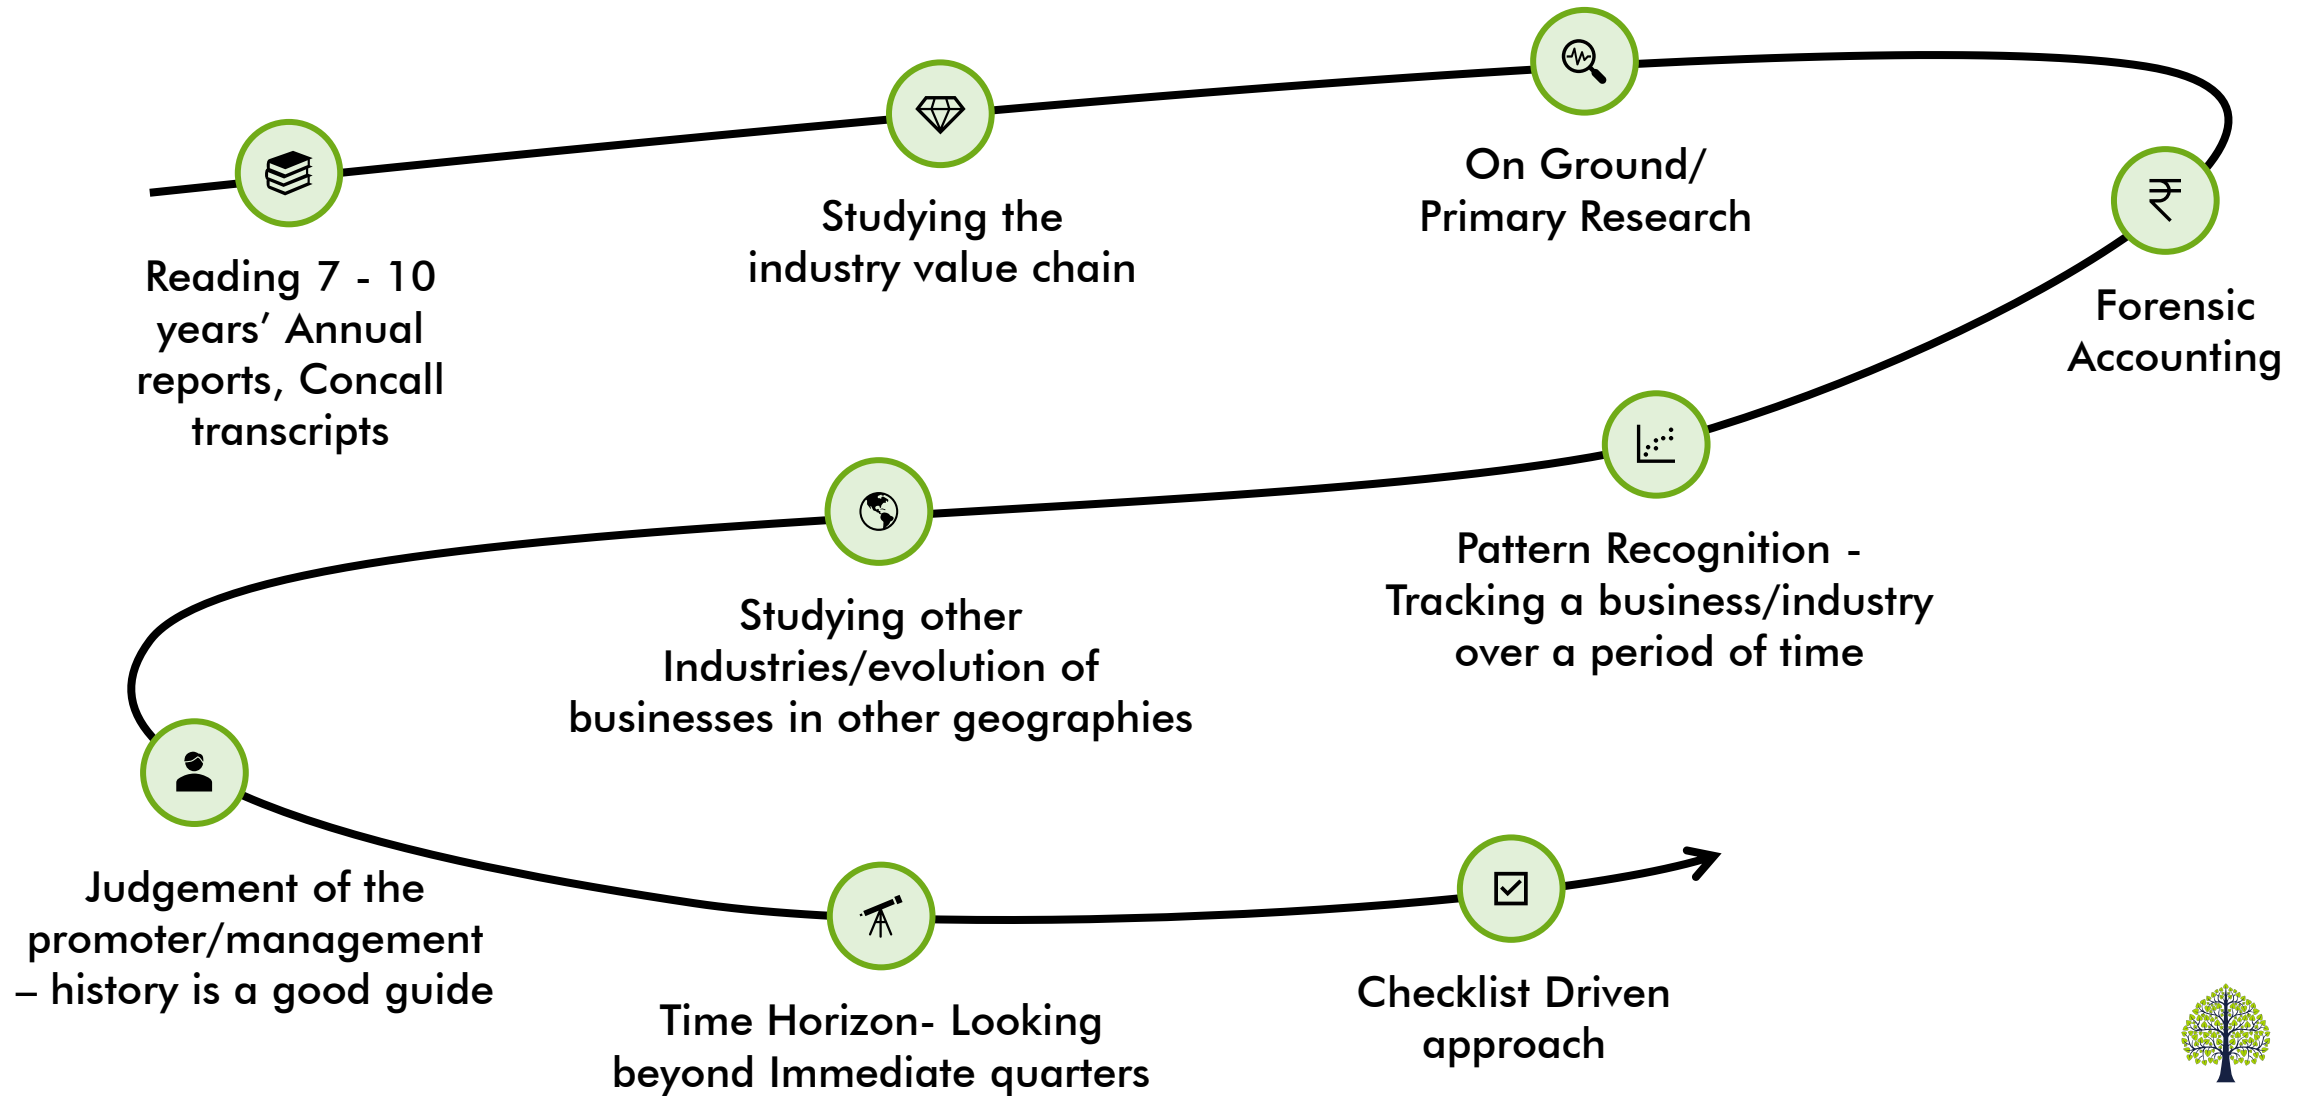 Reading 7 - 10
years’ Annual
reports, Concall
transcripts
Studying the
industry value chain
On Ground/
Primary Research
Forensic
Accounting
Pattern Recognition -
Tracking a business/industry
over a period of time
Studying other
Industries/evolution of
businesses in other geographies
Judgement of the
promoter/management
– history is a good guide
Time Horizon- Looking
beyond Immediate quarters
Checklist Driven
approach